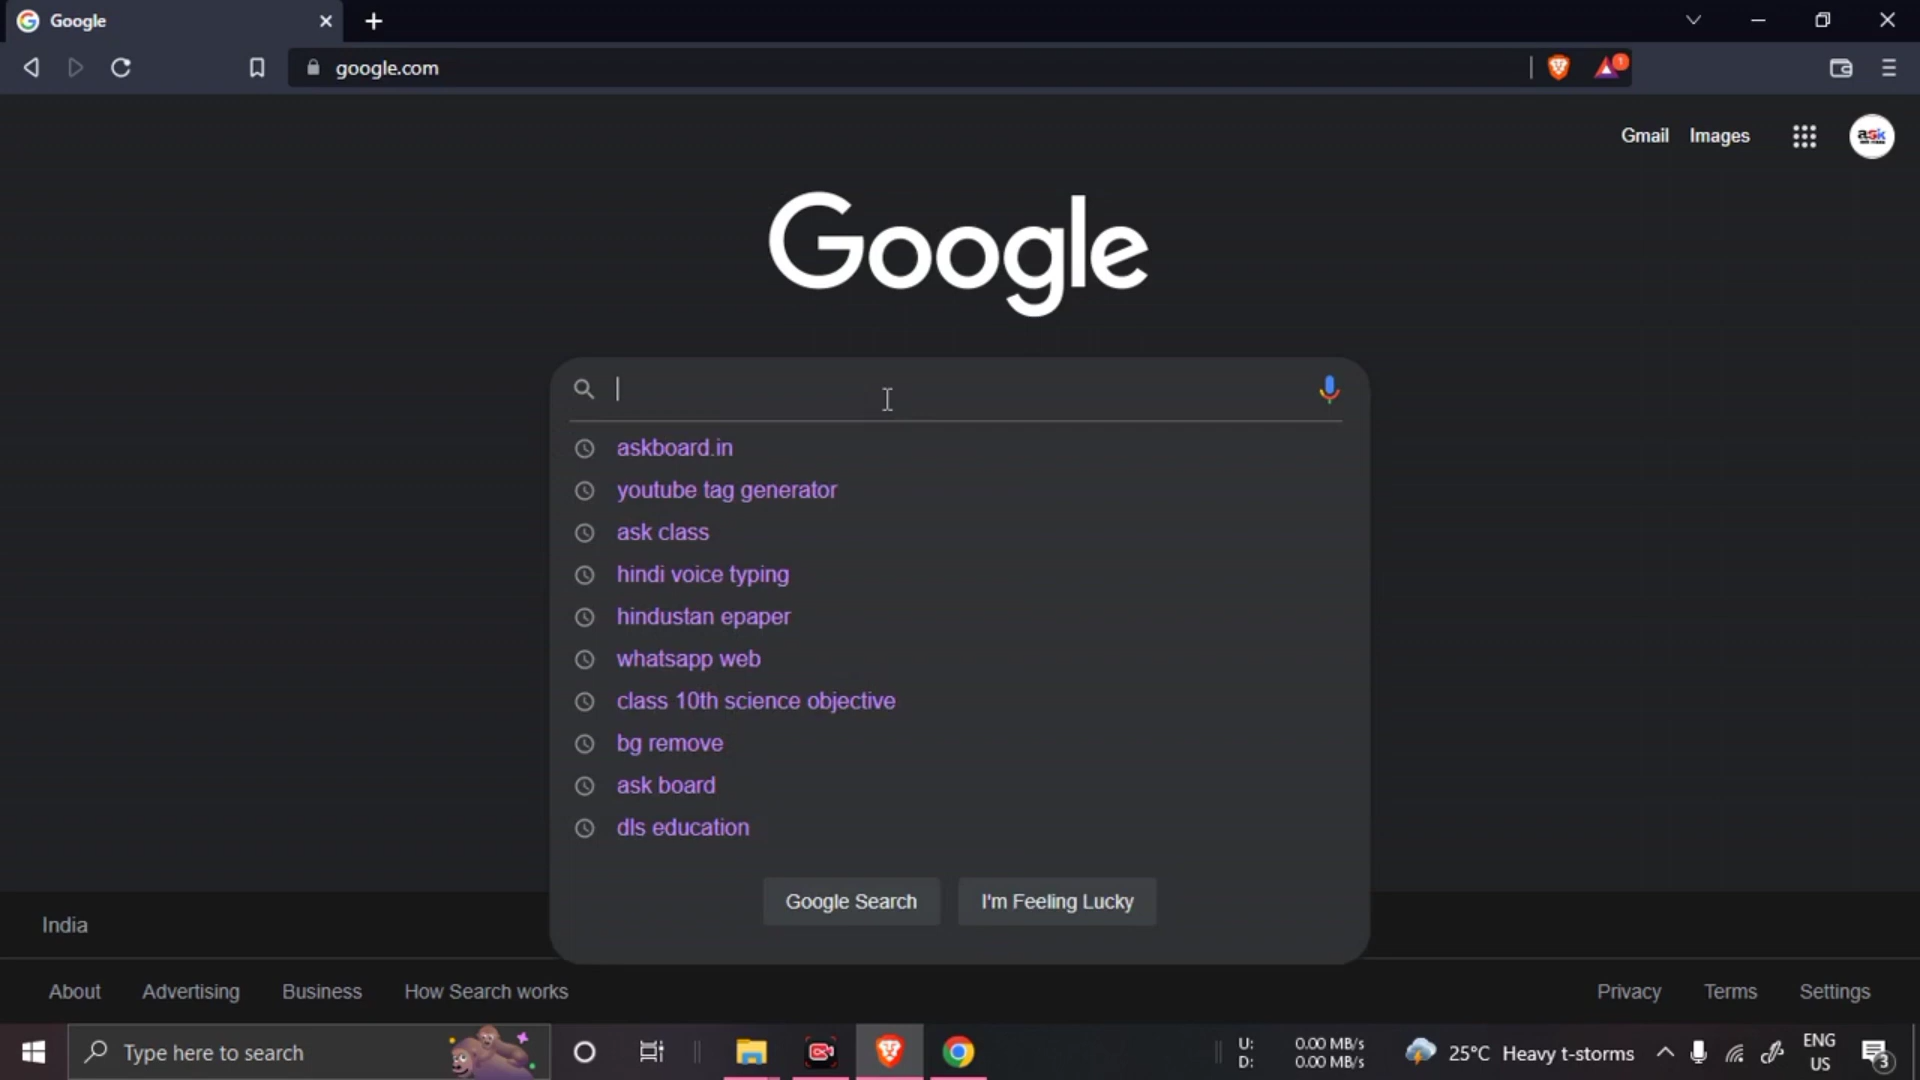 Google
google.com
1
Gmail Images
ask
Google
askboard.in
youtube tag generator
ask class
hindi voice typing
hindustan epaper
whatsapp web
class 10th science objective
bg remove
ask board
dls education
Google Search I'm Feeling Lucky
India
About Advertising Business How Search works
Privacy Terms Settings
Type here to search
U: 0.00 MB/s
D: 0.00 MB/s
25°C Heavy t-storms
ENG
US
3